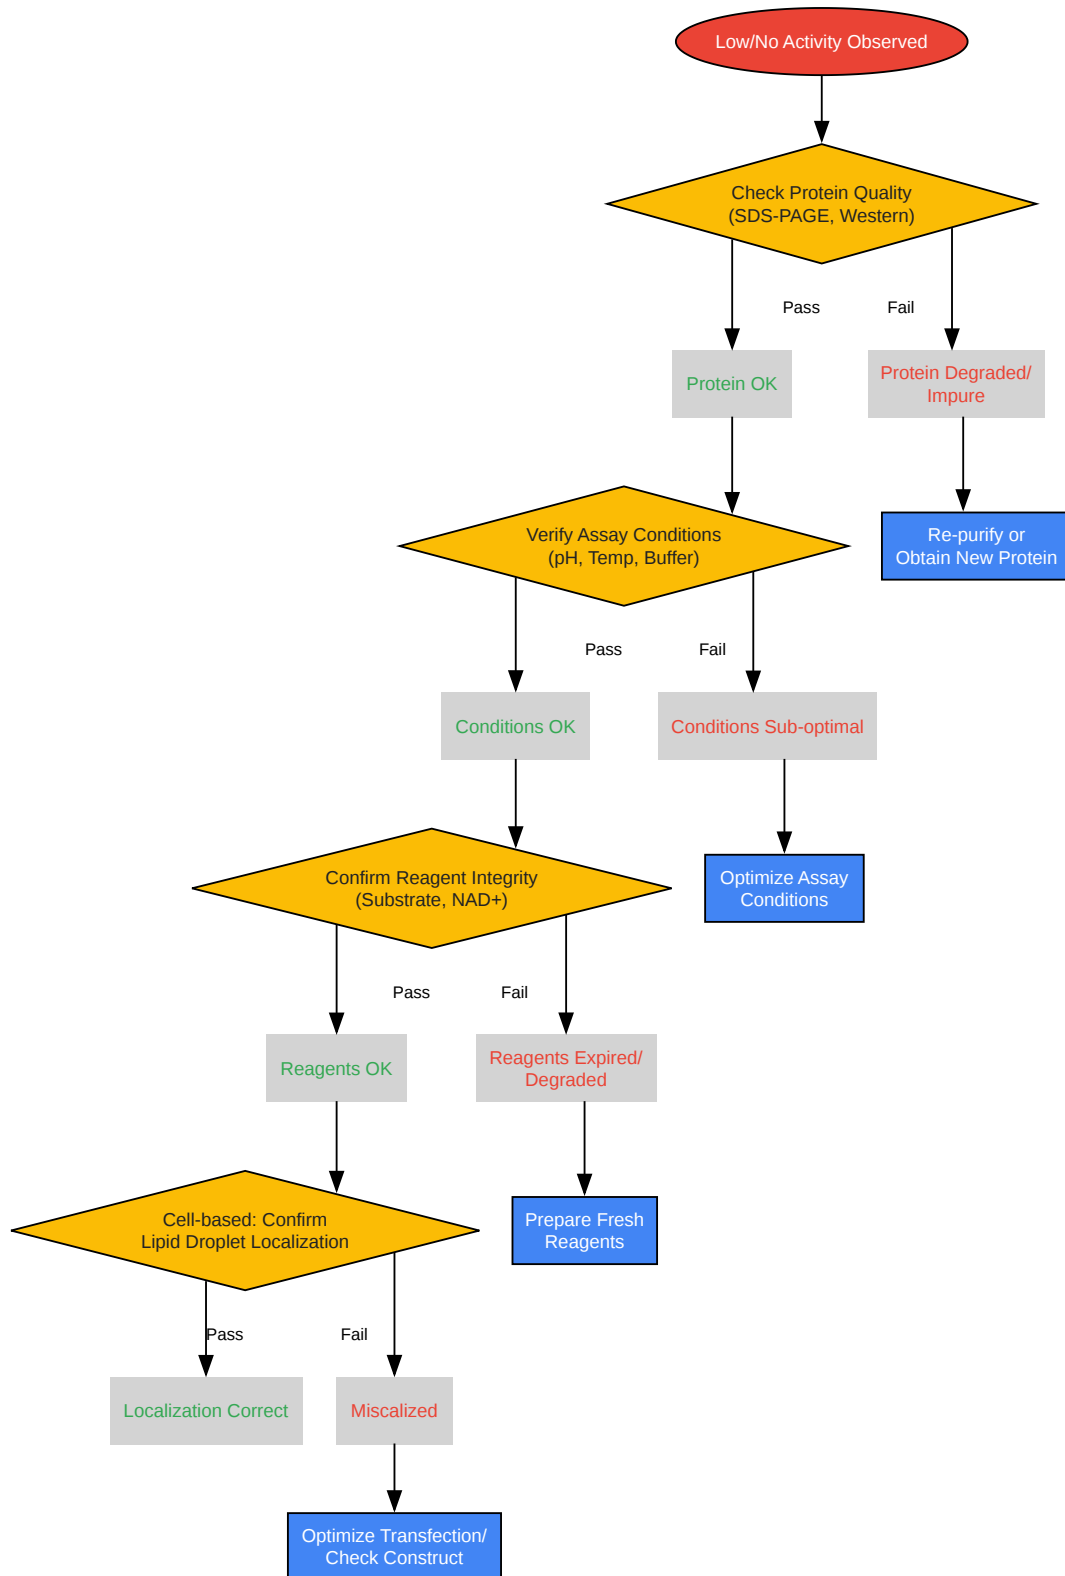 Low/No Activity Observed
Check Protein Quality
(SDS-PAGE, Western)
Pass
Fail
Protein OK
Protein Degraded/
Impure
Re-purify or
Obtain New Protein
Verify Assay Conditions
(pH, Temp, Buffer)
Pass
Fail
Conditions OK
Conditions Sub-optimal
Optimize Assay
Conditions
Confirm Reagent Integrity
(Substrate, NAD+)
Pass
Fail
Reagents OK
Reagents Expired/
Degraded
Prepare Fresh
Reagents
Cell-based: Confirm
Lipid Droplet Localization
Pass
Fail
Localization Correct
Miscalized
Optimize Transfection/
Check Construct